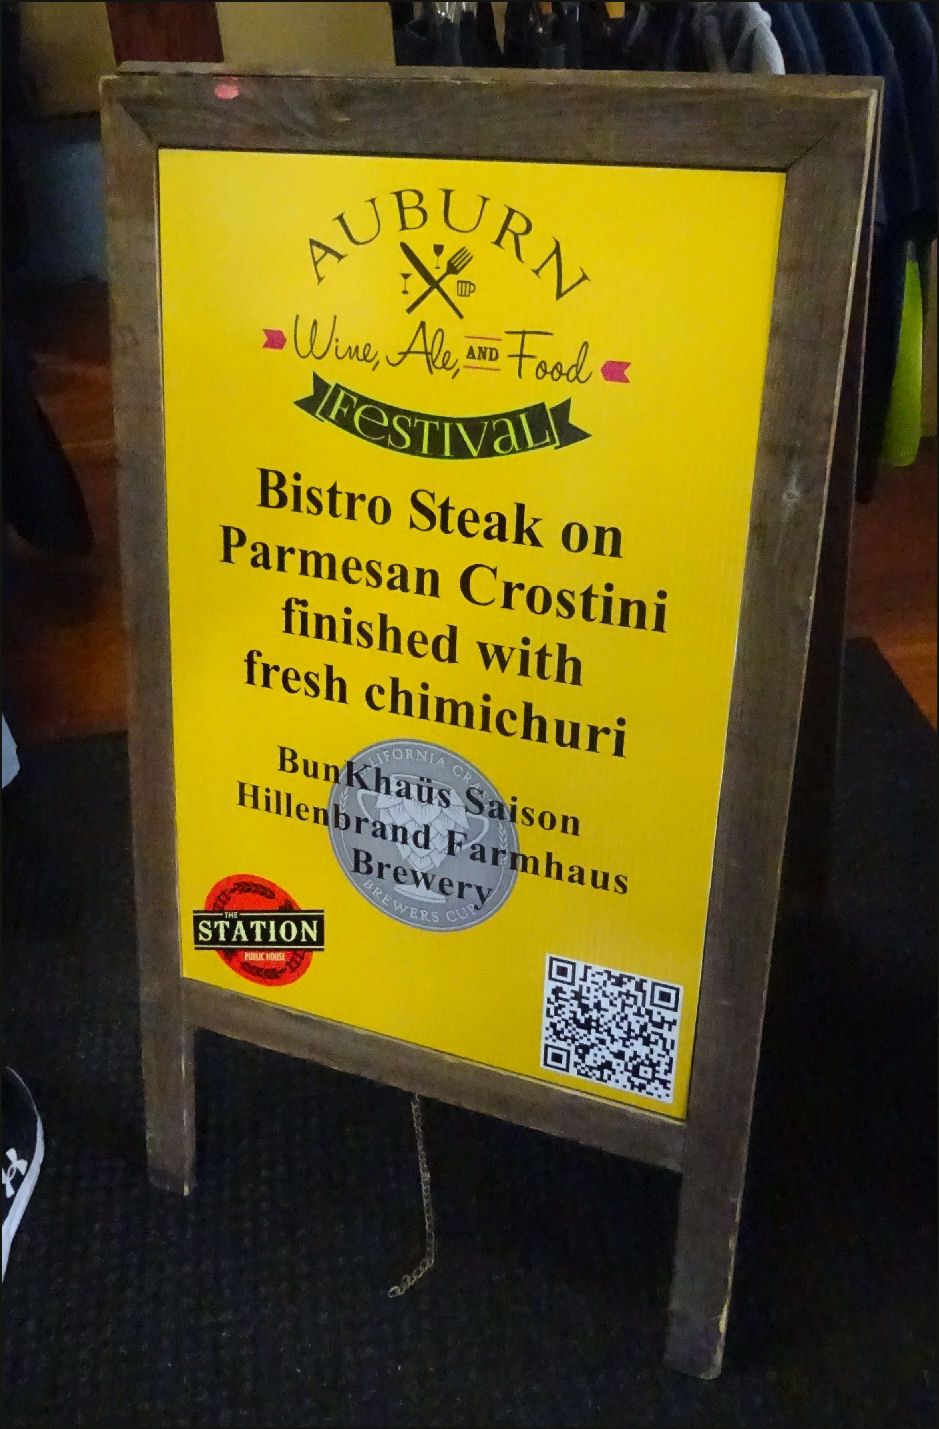 AUBURN
Wine, Ale, AND Food
FESTIVAL
Bistro Steak on
Parmesan Crostini
finished with
fresh chimichuri
BunKhaüs Saison
Hillenbrand Farmhaus
Brewery
CALIFORNIA CRAFT
BREWERS CUP
THE
STATION
PUBLIC HOUSE